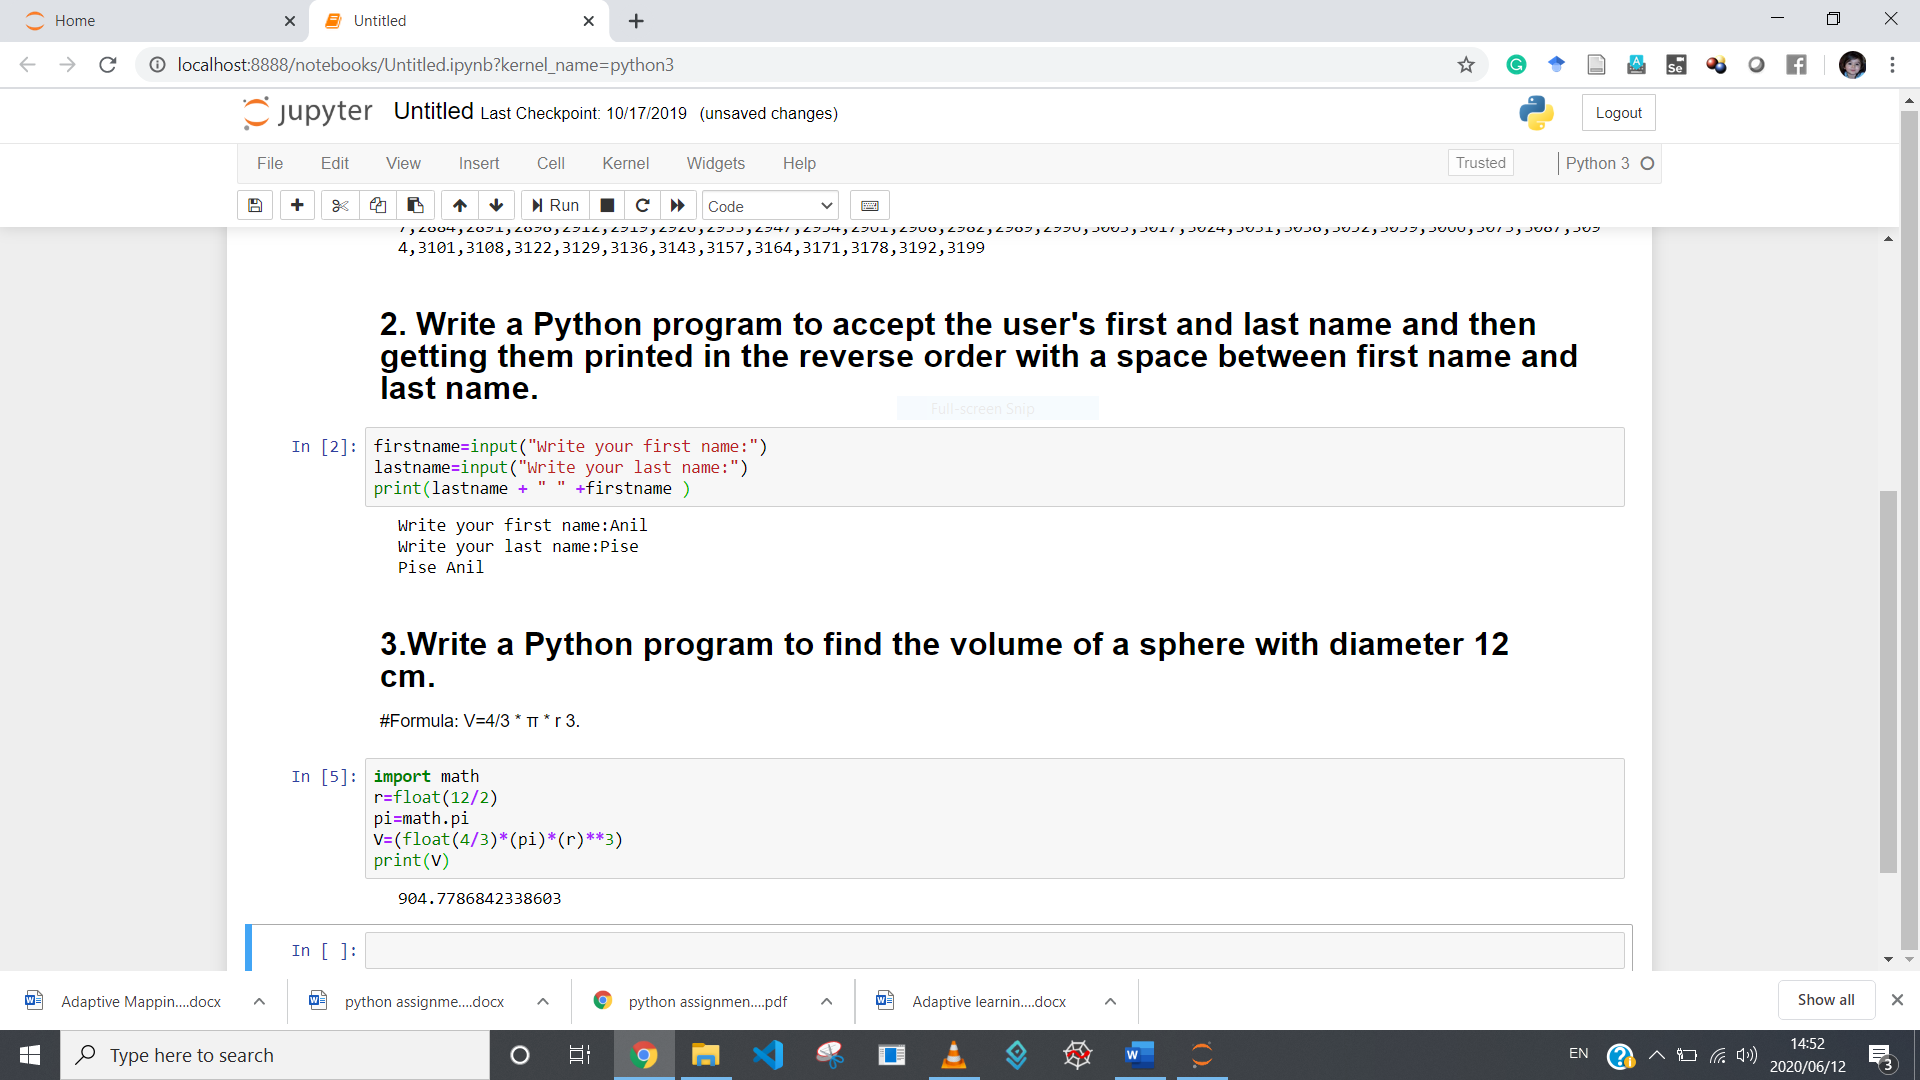 Home
Untitled
localhost:8888/notebooks/Untitled.ipynb?kernel_name=python3
jupyter Untitled Last Checkpoint: 10/17/2019 (unsaved changes)
Logout
File Edit View Insert Cell Kernel Widgets Help
Trusted Python 3
Run Code
4,3101,3108,3122,3129,3136,3143,3157,3164,3171,3178,3192,3199
2. Write a Python program to accept the user's first and last name and then
getting them printed in the reverse order with a space between first name and
last name.
Full-screen Snip
In [2]: firstname=input("Write your first name:")
lastname=input("Write your last name:")
print(lastname + " " +firstname )
Write your first name:Anil
Write your last name:Pise
Pise Anil
3.Write a Python program to find the volume of a sphere with diameter 12
cm.
#Formula: V=4/3 * π * r 3.
In [5]: import math
r=float(12/2)
pi=math.pi
V=(float(4/3)*(pi)*(r)**3)
print(V)
904.7786842338603
In [ ]:
Adaptive Mappin....docx
python assignme....docx
python assignmen....pdf
Adaptive learnin....docx
Show all
Type here to search
EN
14:52
2020/06/12
3